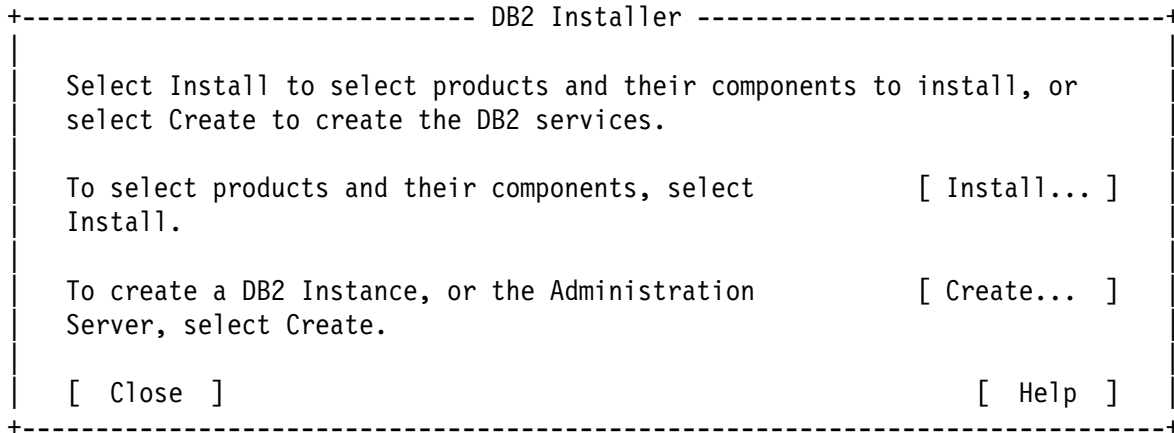 +------------------------------- DB2 Installer --------------------------------+
Select Install to select products and their components to install, or
select Create to create the DB2 services.
To select products and their components, select [ Install... ]
Install.
To create a DB2 Instance, or the Administration [ Create... ]
Server, select Create.
[ Close ] [ Help ]